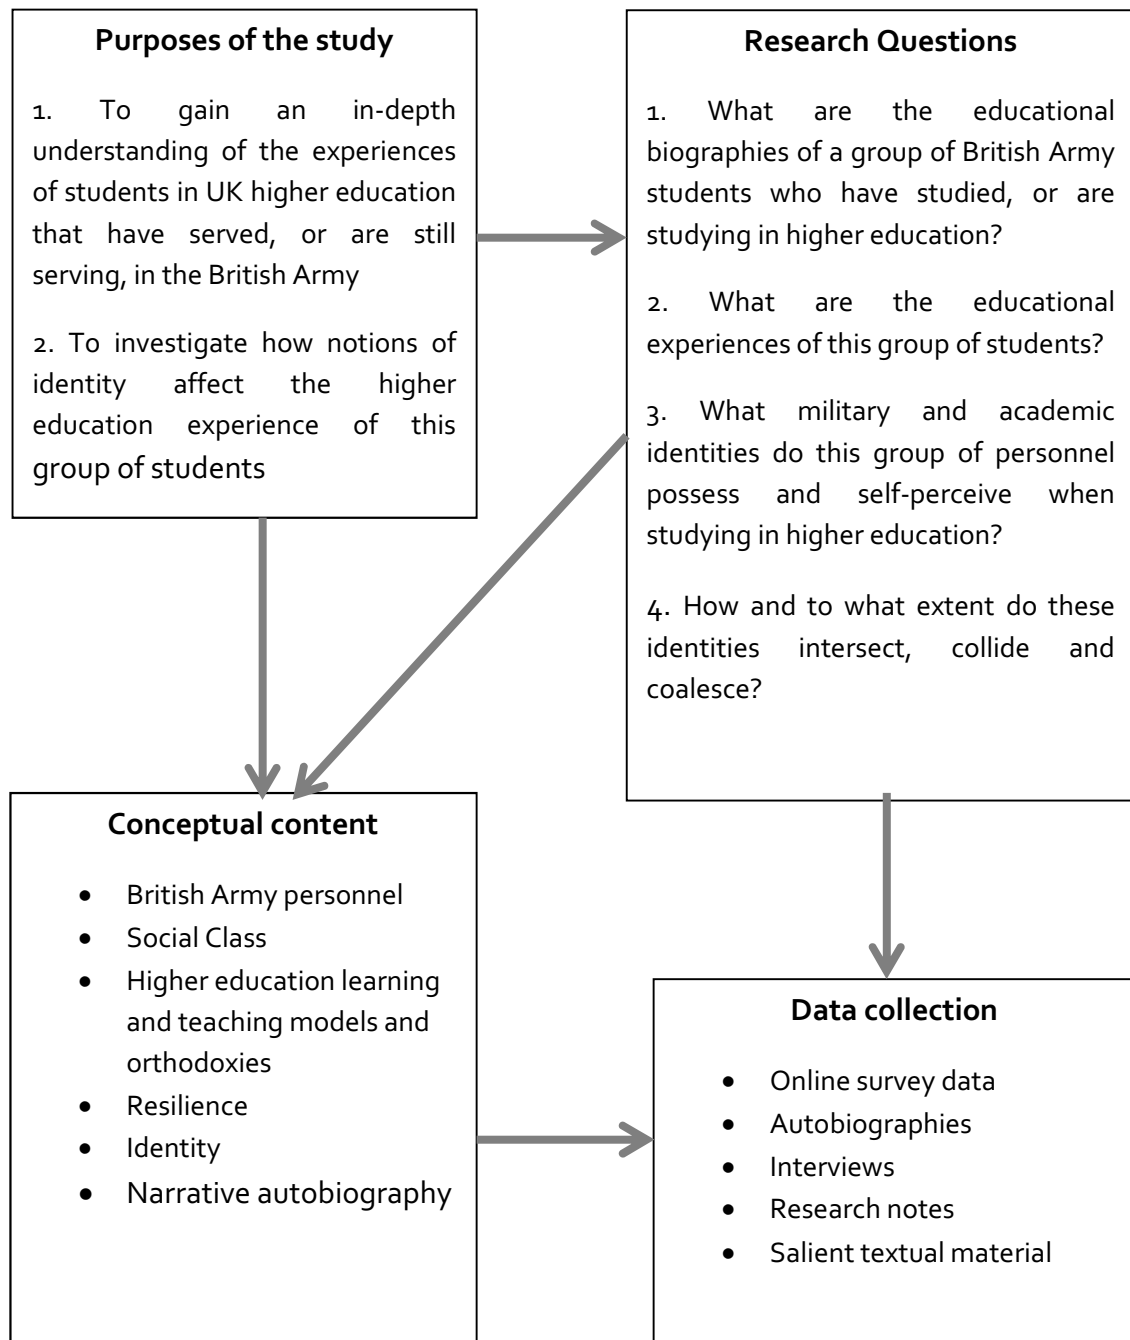 Purposes of the study
1. To gain an in-depth
understanding of the experiences
of students in UK higher education
that have served, or are still
serving, in the British Army
2. To investigate how notions of
identity affect the higher
education experience of this
group of students
Research Questions
1. What are the educational
biographies of a group of British Army
students who have studied, or are
studying in higher education?
2. What are the educational
experiences of this group of students?
3. What military and academic
identities do this group of personnel
possess and self-perceive when
studying in higher education?
4. How and to what extent do these
identities intersect, collide and
coalesce?
Conceptual content
• British Army personnel
• Social Class
• Higher education learning
and teaching models and
orthodoxies
• Resilience
• Identity
• Narrative autobiography
Data collection
• Online survey data
• Autobiographies
• Interviews
• Research notes
• Salient textual material